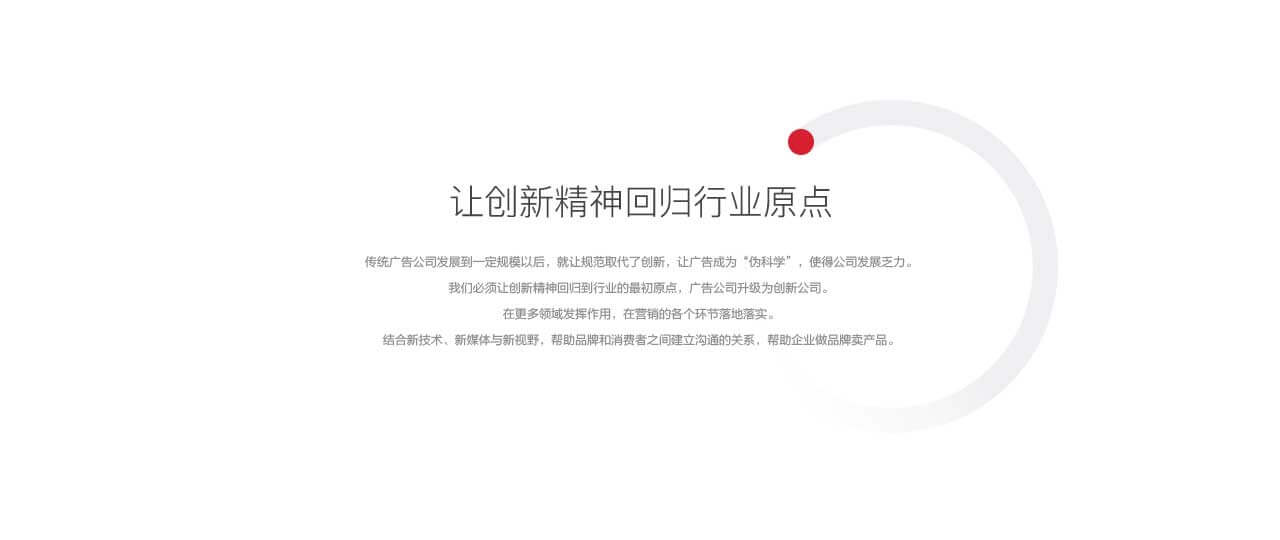 让创新精神回归行业原点
传统广告公司发展到一定规模以后，就让规范取代了创新，让广告成为“伪科学”，使得公司发展乏力。
我们必须让创新精神回归到行业的最初原点，广告公司升级为创新公司。
在更多领域发挥作用，在营销的各个环节落地落实。
结合新技术、新媒体与新视野，帮助品牌和消费者之间建立沟通的关系，帮助企业做品牌卖产品。